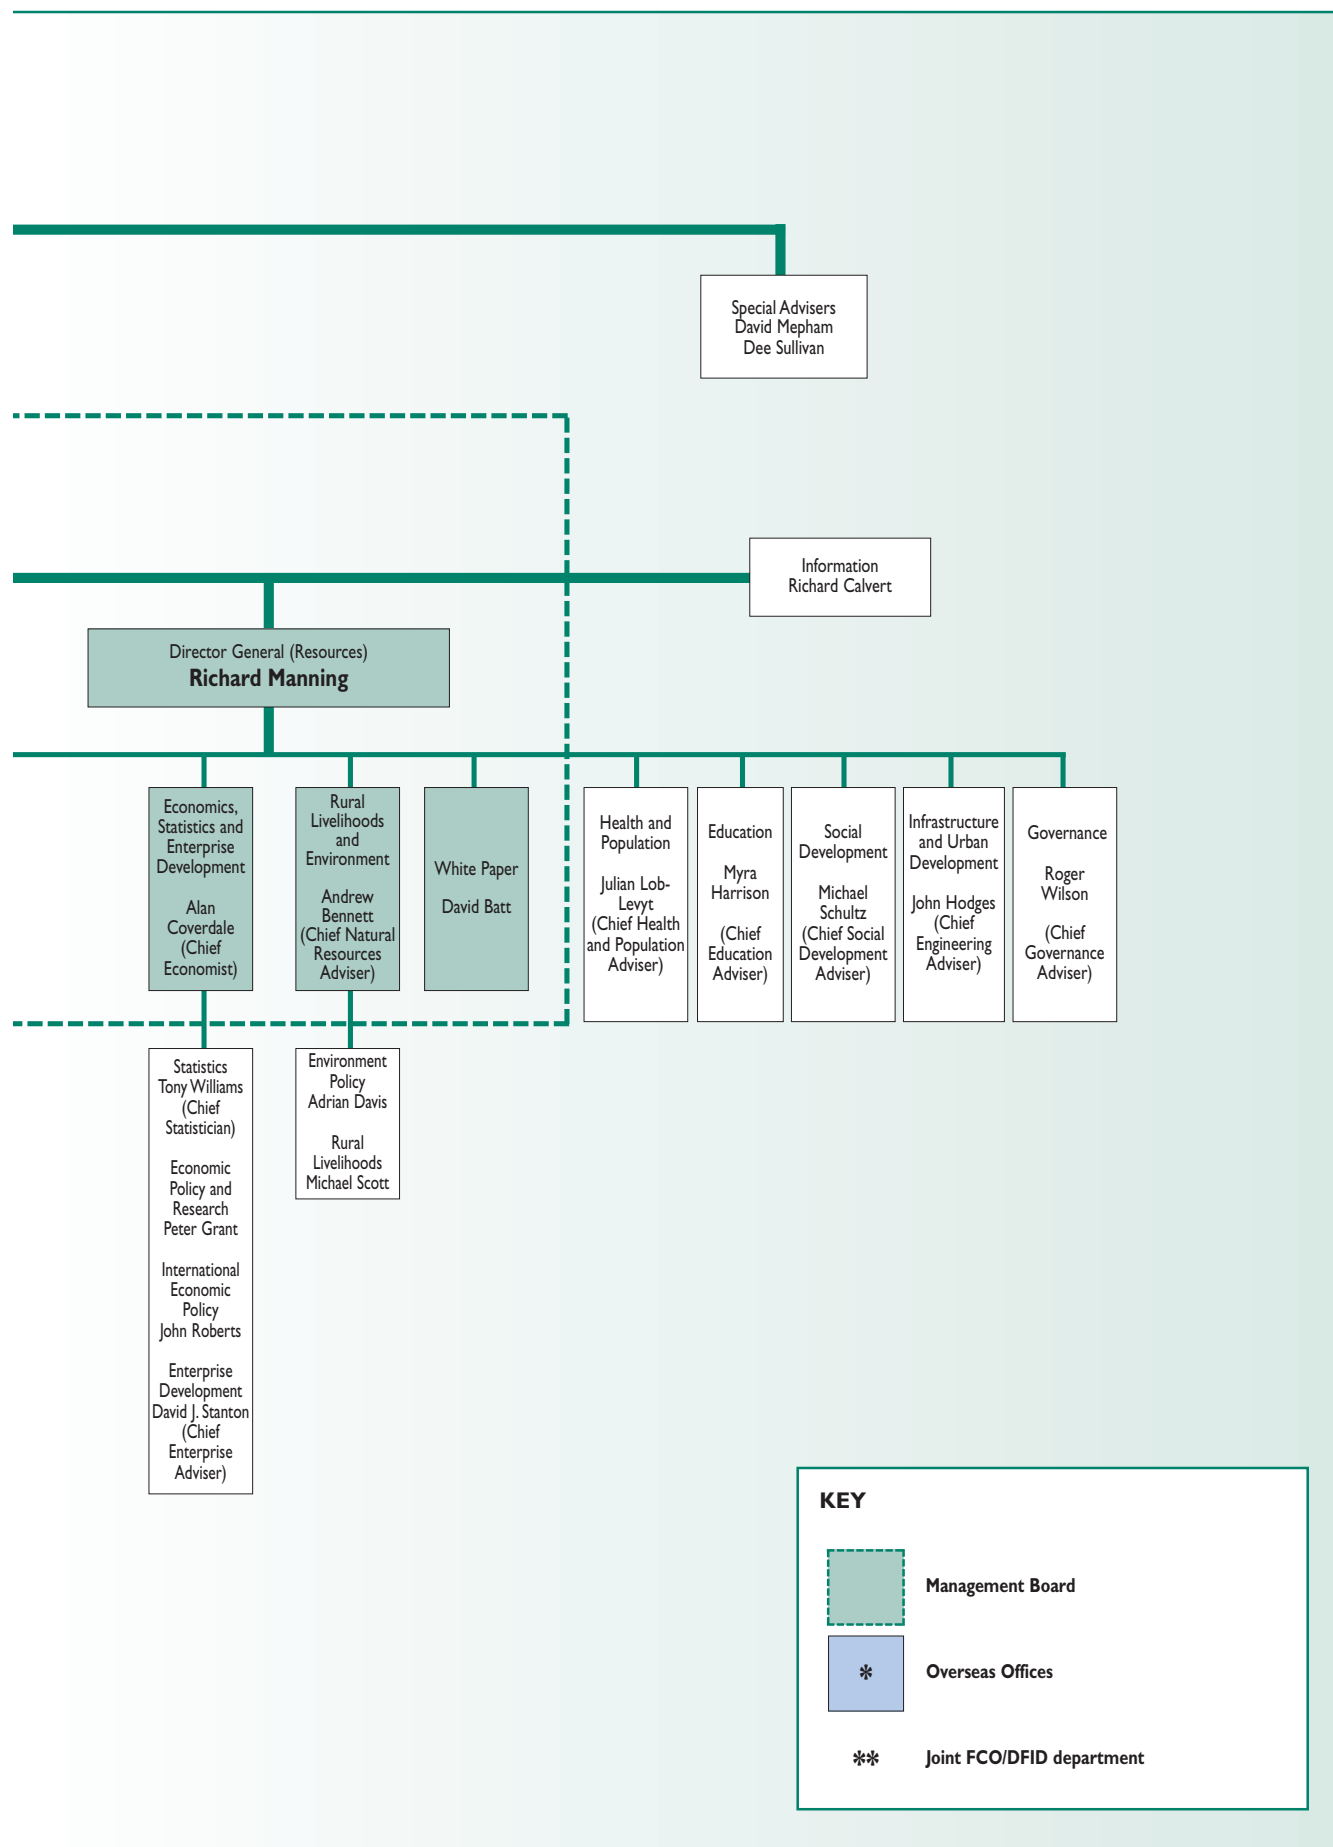 Special Advisers
David Mepham
Dee Sullivan
Information
Richard Calvert
Director General (Resources)
Richard Manning
Economics,
Statistics and
Enterprise
Development
Alan
Coverdale
(Chief
Economist)
Rural
Livelihoods
and
Environment
Andrew
Bennett
(Chief Natural
Resources
Adviser)
White Paper
David Batt
Health and
Population
Julian Lob-
Levyt
(Chief Health
and Population
Adviser)
Education
Myra
Harrison
(Chief
Education
Adviser)
Social
Development
Michael
Schultz
(Chief Social
Development
Adviser)
Infrastructure
and Urban
Development
John Hodges
(Chief
Engineering
Adviser)
Governance
Roger
Wilson
(Chief
Governance
Adviser)
Statistics
Tony Williams
(Chief
Statistician)
Economic
Policy and
Research
Peter Grant
International
Economic
Policy
John Roberts
Enterprise
Development
David J. Stanton
(Chief
Enterprise
Adviser)
Environment
Policy
Adrian Davis
Rural
Livelihoods
Michael Scott
KEY
Management Board
* Overseas Offices
** Joint FCO/DFID department